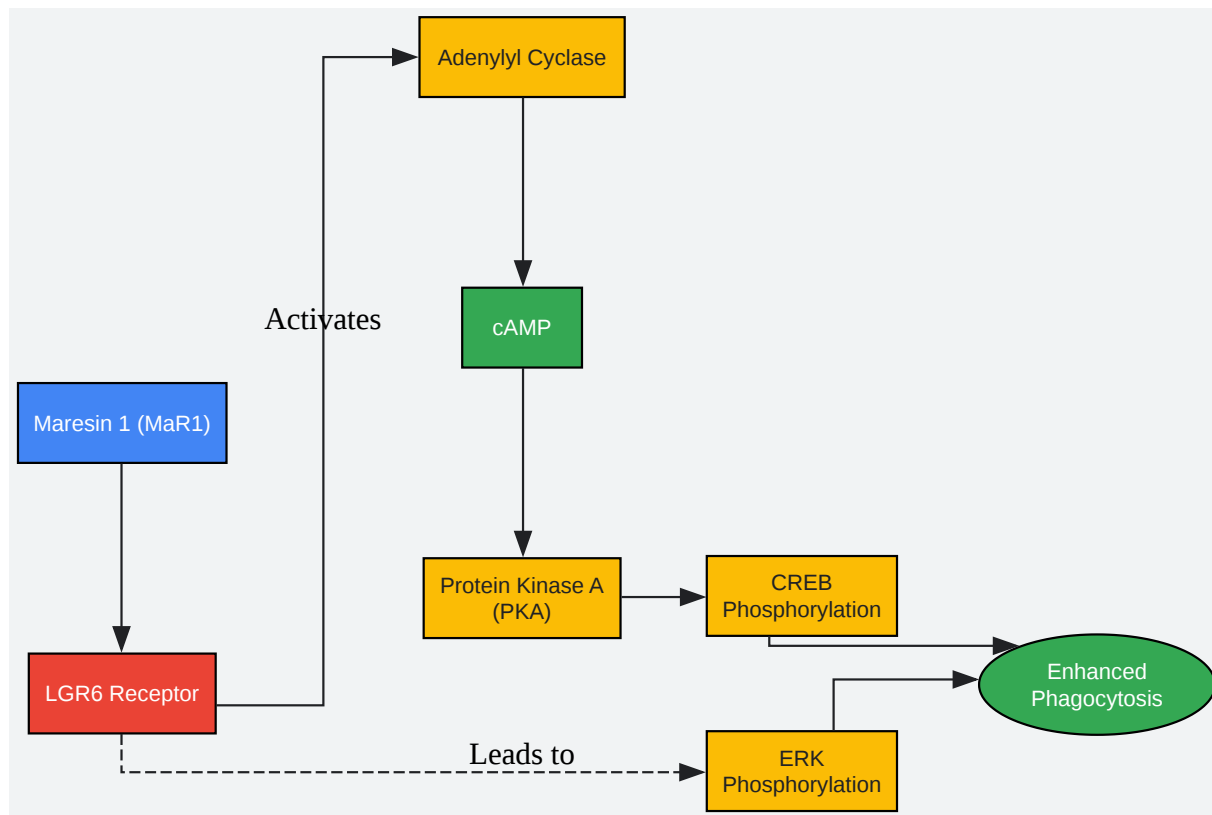 Adenylyl Cyclase
Activates
cAMP
Maresin 1 (MaR1)
Protein Kinase A
(PKA)
CREB
Phosphorylation
LGR6 Receptor
Enhanced
Phagocytosis
Leads to
ERK
Phosphorylation